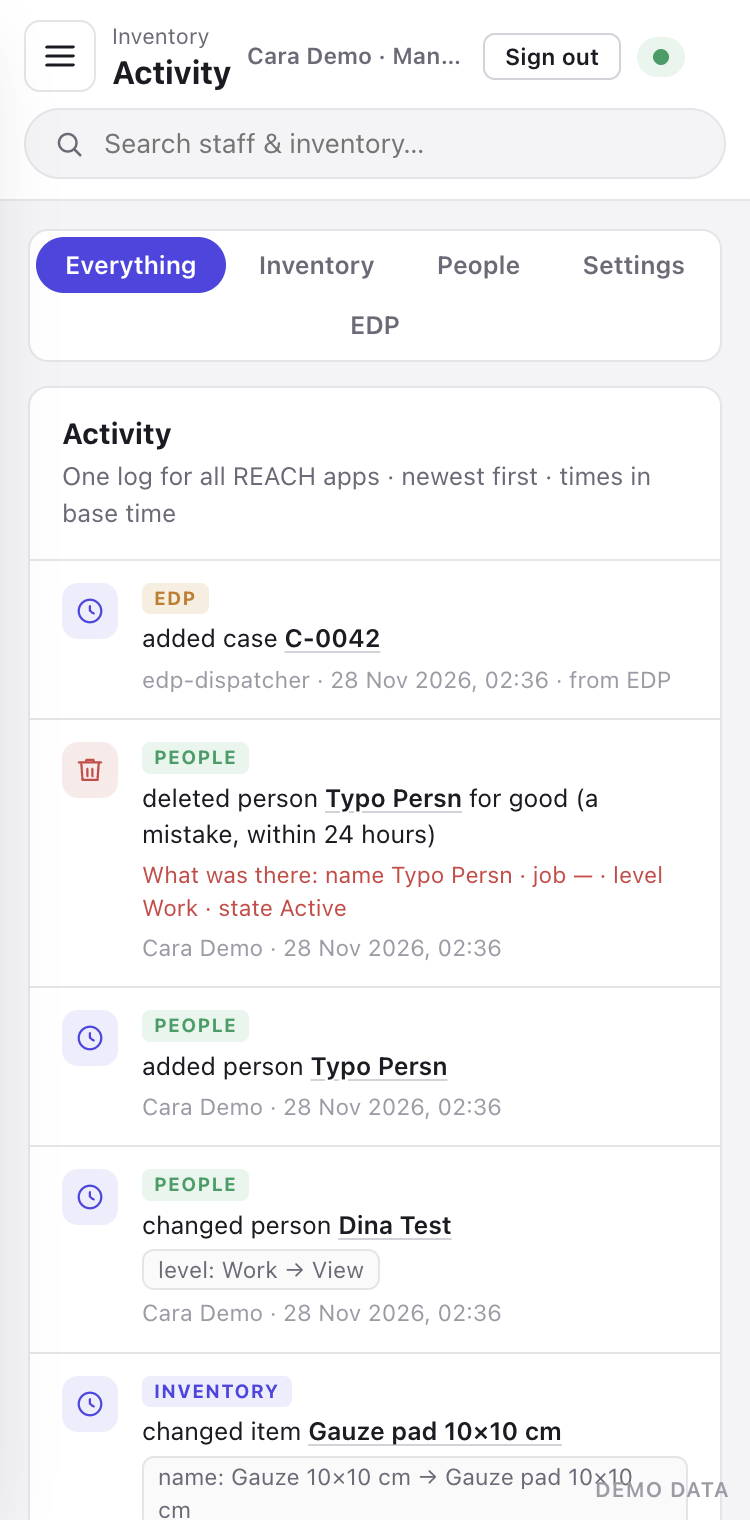 Inventory
Activity
Cara Demo · Man...
Sign out
Search staff & inventory...
Everything
Inventory
People
Settings
EDP
Activity
One log for all REACH apps · newest first · times in
base time
EDP
added case C-0042
edp-dispatcher · 28 Nov 2026, 02:36 · from EDP
PEOPLE
deleted person Typo Persn for good (a
mistake, within 24 hours)
What was there: name Typo Persn · job — · level
Work · state Active
Cara Demo · 28 Nov 2026, 02:36
PEOPLE
added person Typo Persn
Cara Demo · 28 Nov 2026, 02:36
PEOPLE
changed person Dina Test
level: Work → View
Cara Demo · 28 Nov 2026, 02:36
INVENTORY
changed item Gauze pad 10×10 cm
name: Gauze 10×10 cm → Gauze pad 10×10
cm
DEMO DATA